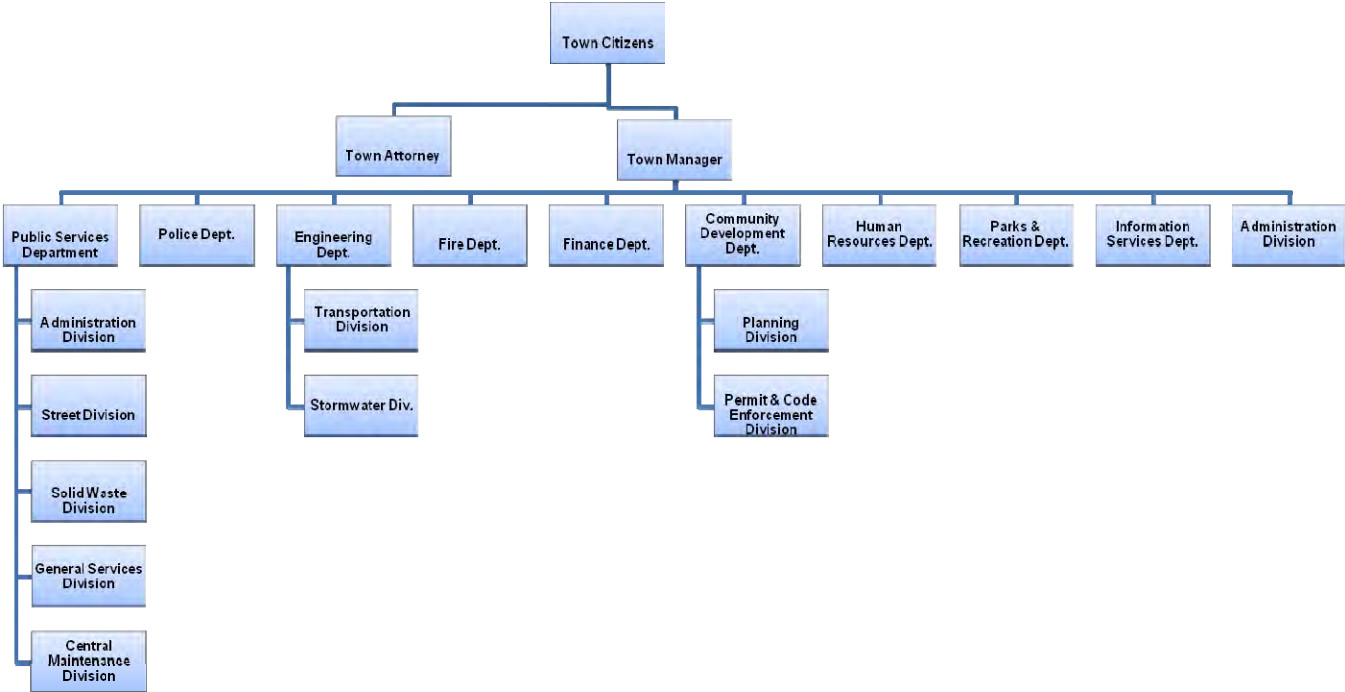 Town Citizens
Town Attorney
Town Manager
Public Services
Department
Police Dept.
Engineering
Dept.
Fire Dept.
Finance Dept.
Community
Development
Dept.
Human
Resources Dept.
Parks &
Recreation Dept.
Information
Services Dept.
Administration
Division
Administration
Division
Transportation
Division
Planning
Division
Street Division
Stormwater Div.
Permit & Code
Enforcement
Division
Solid Waste
Division
General Services
Division
Central
Maintenance
Division